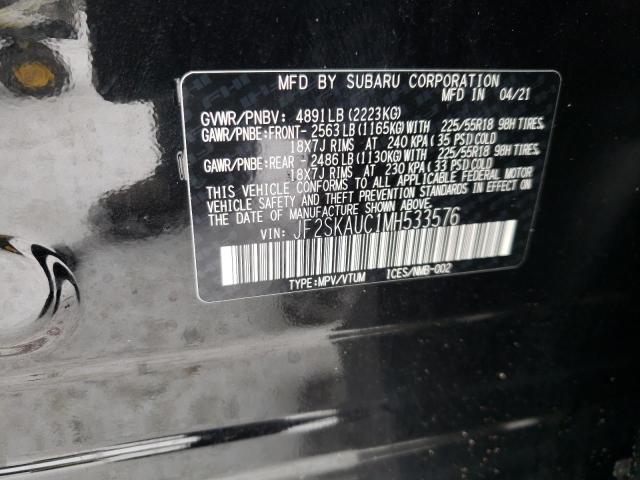 MFD BY SUBARU CORPORATION
MFD IN 04/21
GVWR/PNBV: 4891LB (2223KG)
GAWR/PNBE:FRONT- 2563LB (1165KG) WITH 225/55R18 98H TIRES,
18X7J RIMS AT 240 KPA (35 PSI) COLD
GAWR/PNBE:REAR - 2486LB (1130KG) WITH 225/55R18 98H TIRES,
18X7J RIMS AT 230 KPA (33 PSI) COLD
THIS VEHICLE CONFORMS TO ALL APPLICABLE FEDERAL MOTOR
VEHICLE SAFETY AND THEFT PREVENTION STANDARDS IN EFFECT ON
THE DATE OF MANUFACTURE SHOWN ABOVE.
VIN: JF2SKAUC1MH533576
TYPE:MPV/VTUM ICES/NMB-002